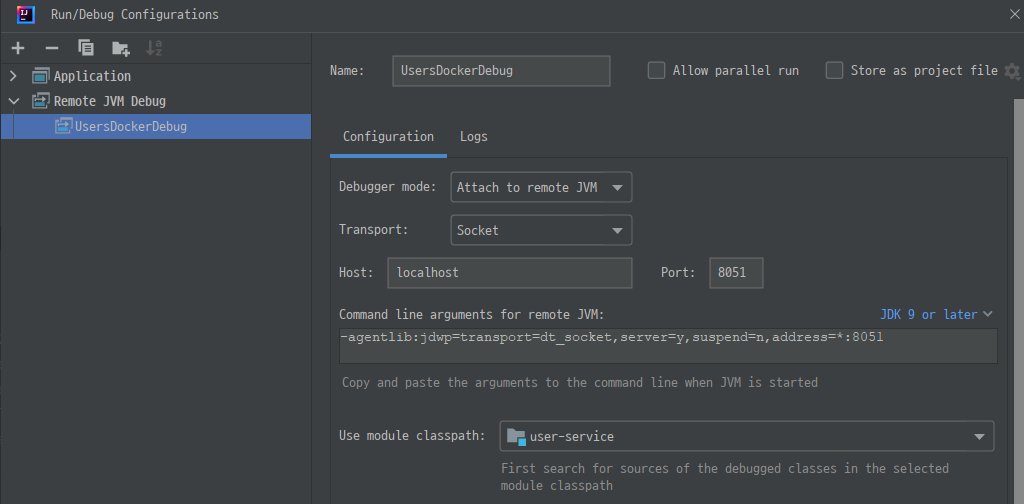 Run/Debug Configurations
Application
Remote JVM Debug
UsersDockerDebug
Name: UsersDockerDebug Allow parallel run Store as project file
Configuration Logs
Debugger mode: Attach to remote JVM
Transport: Socket
Host: localhost Port: 8051
Command line arguments for remote JVM: JDK 9 or later
-agentlib:jdwp=transport=dt_socket,server=y,suspend=n,address=*:8051
Copy and paste the arguments to the command line when JVM is started
Use module classpath: user-service
First search for sources of the debugged classes in the selected
module classpath